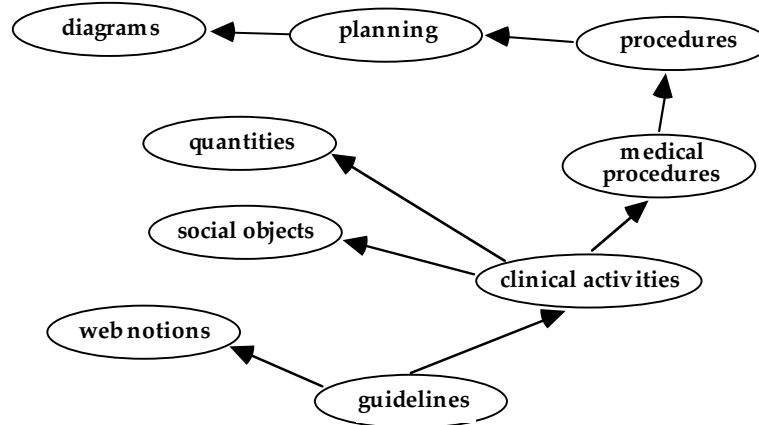 diagrams
planning
procedures
quantities
medical
procedures
social objects
clinical activities
web notions
guidelines